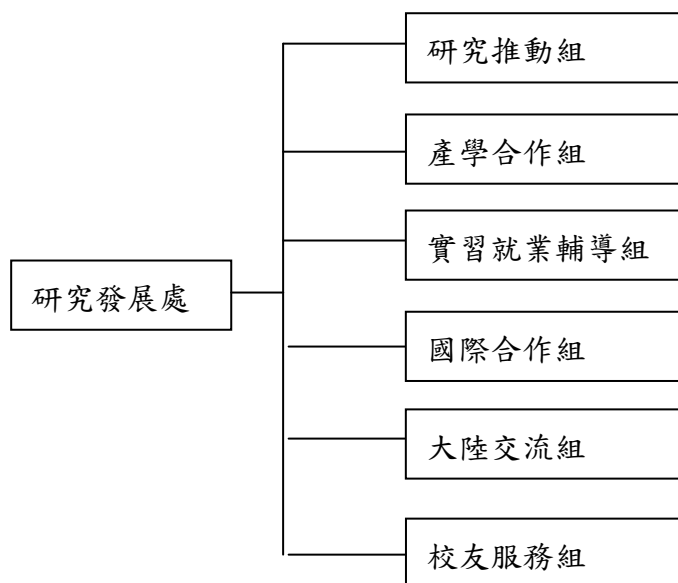 研究推動組
產學合作組
實習就業輔導組
研究發展處
國際合作組
大陸交流組
校友服務組